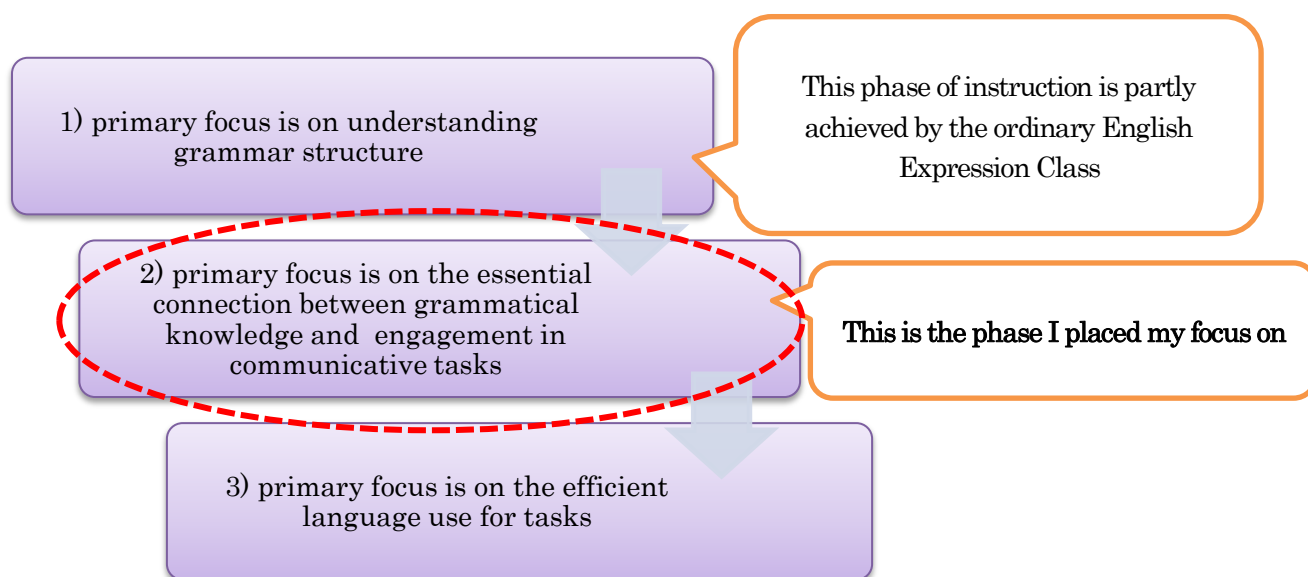 1) primary focus is on understanding
grammar structure
This phase of instruction is partly
achieved by the ordinary English
Expression Class
2) primary focus is on the essential
connection between grammatical
knowledge and  engagement in
communicative tasks
This is the phase I placed my focus on
3) primary focus is on the efficient
language use for tasks